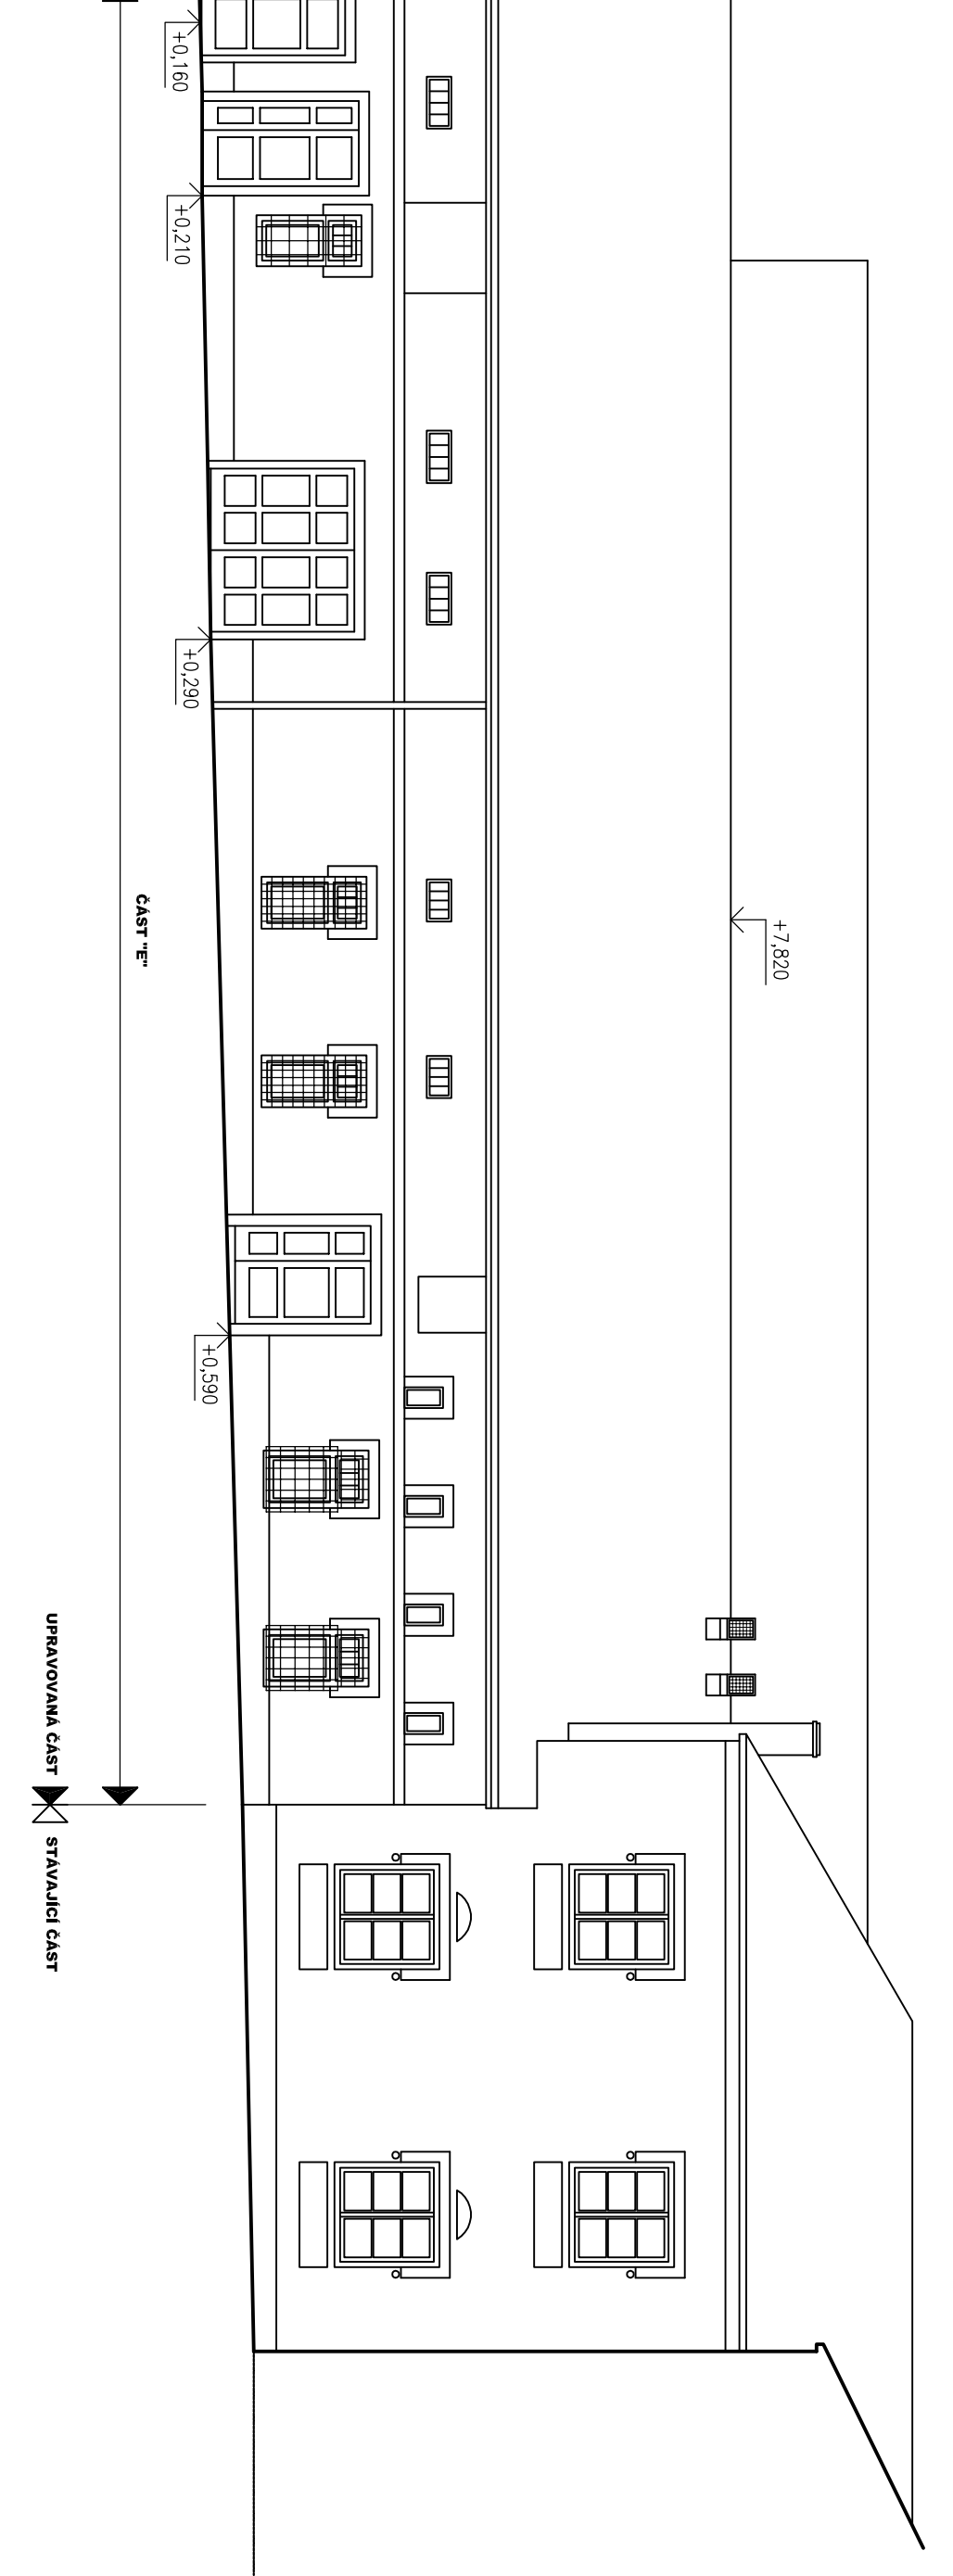 +7,820
+0,160
+0,210
+0,290
+0,590
ČÁST "E"
UPRAVOVANÁ ČÁST
STÁVAJÍCÍ ČÁST